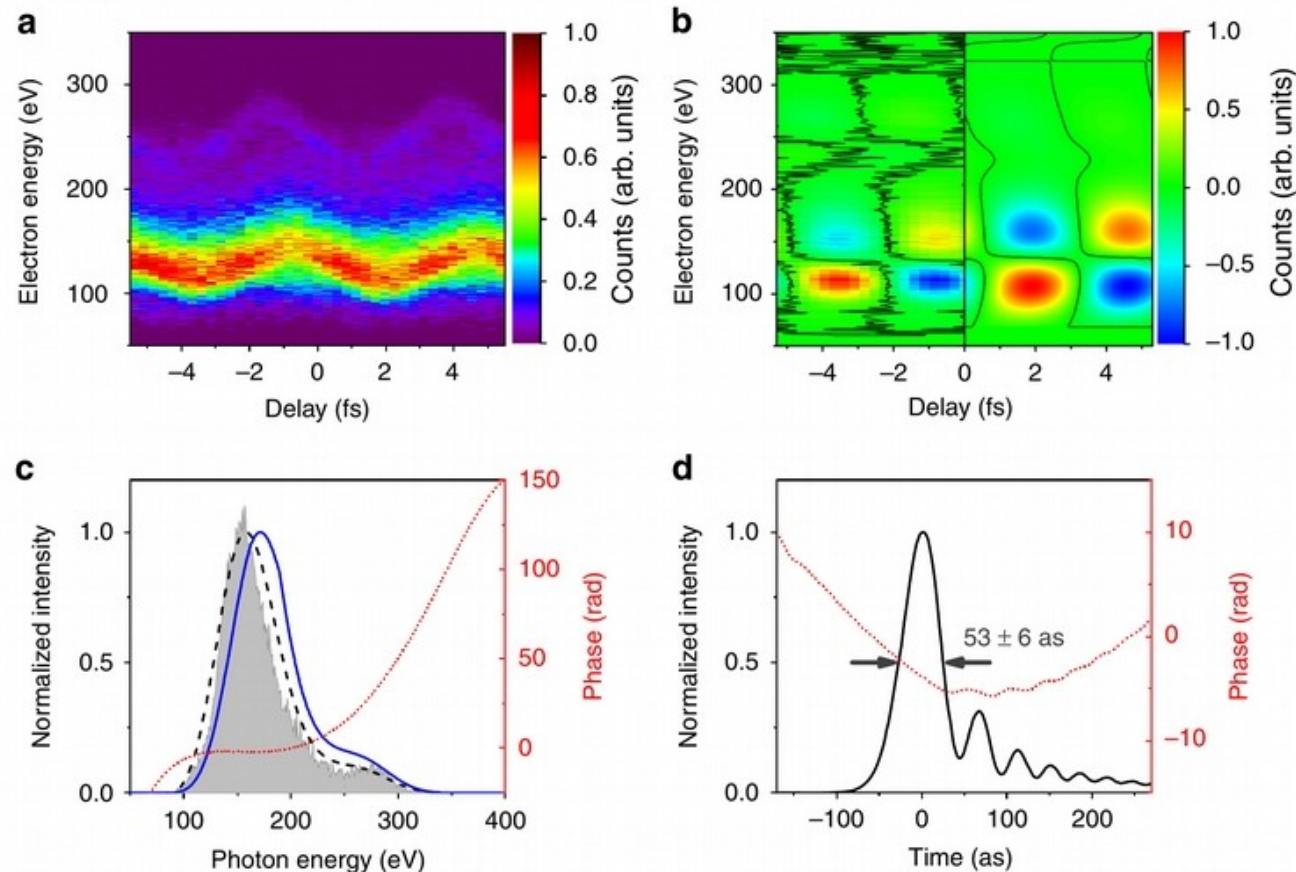 a
Electron energy (eV)
300
200
100
−4
−2
0
2
4
Delay (fs)
1.0
0.8
0.6
0.4
0.2
0.0
Counts (arb. units)
b
Electron energy (eV)
300
200
100
−4
−2
0
2
4
Delay (fs)
1.0
0.5
0.0
−0.5
−1.0
Counts (arb. units)
c
Normalized intensity
1.0
0.5
0.0
100
200
300
400
Photon energy (eV)
150
100
50
0
Phase (rad)
d
Normalized intensity
1.0
0.5
0.0
53 ± 6 as
−100
0
100
200
Time (as)
10
0
−10
Phase (rad)